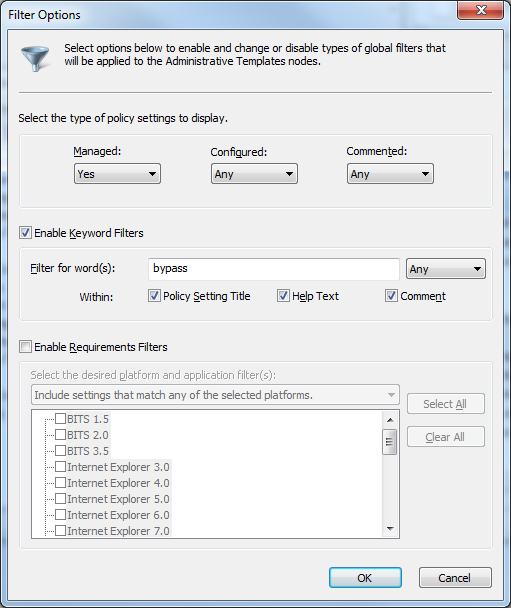 Filter Options
Select options below to enable and change or disable types of global filters that
will be applied to the Administrative Templates nodes.
Select the type of policy settings to display.
Managed: Configured: Commented:
Yes Any Any
Enable Keyword Filters
Filter for word(s): bypass Any
Within: Policy Setting Title Help Text Comment
Enable Requirements Filters
Select the desired platform and application filter(s):
Include settings that match any of the selected platforms. Select All
BITS 1.5
BITS 2.0 Clear All
BITS 3.5
Internet Explorer 3.0
Internet Explorer 4.0
Internet Explorer 5.0
Internet Explorer 6.0
Internet Explorer 7.0
OK Cancel